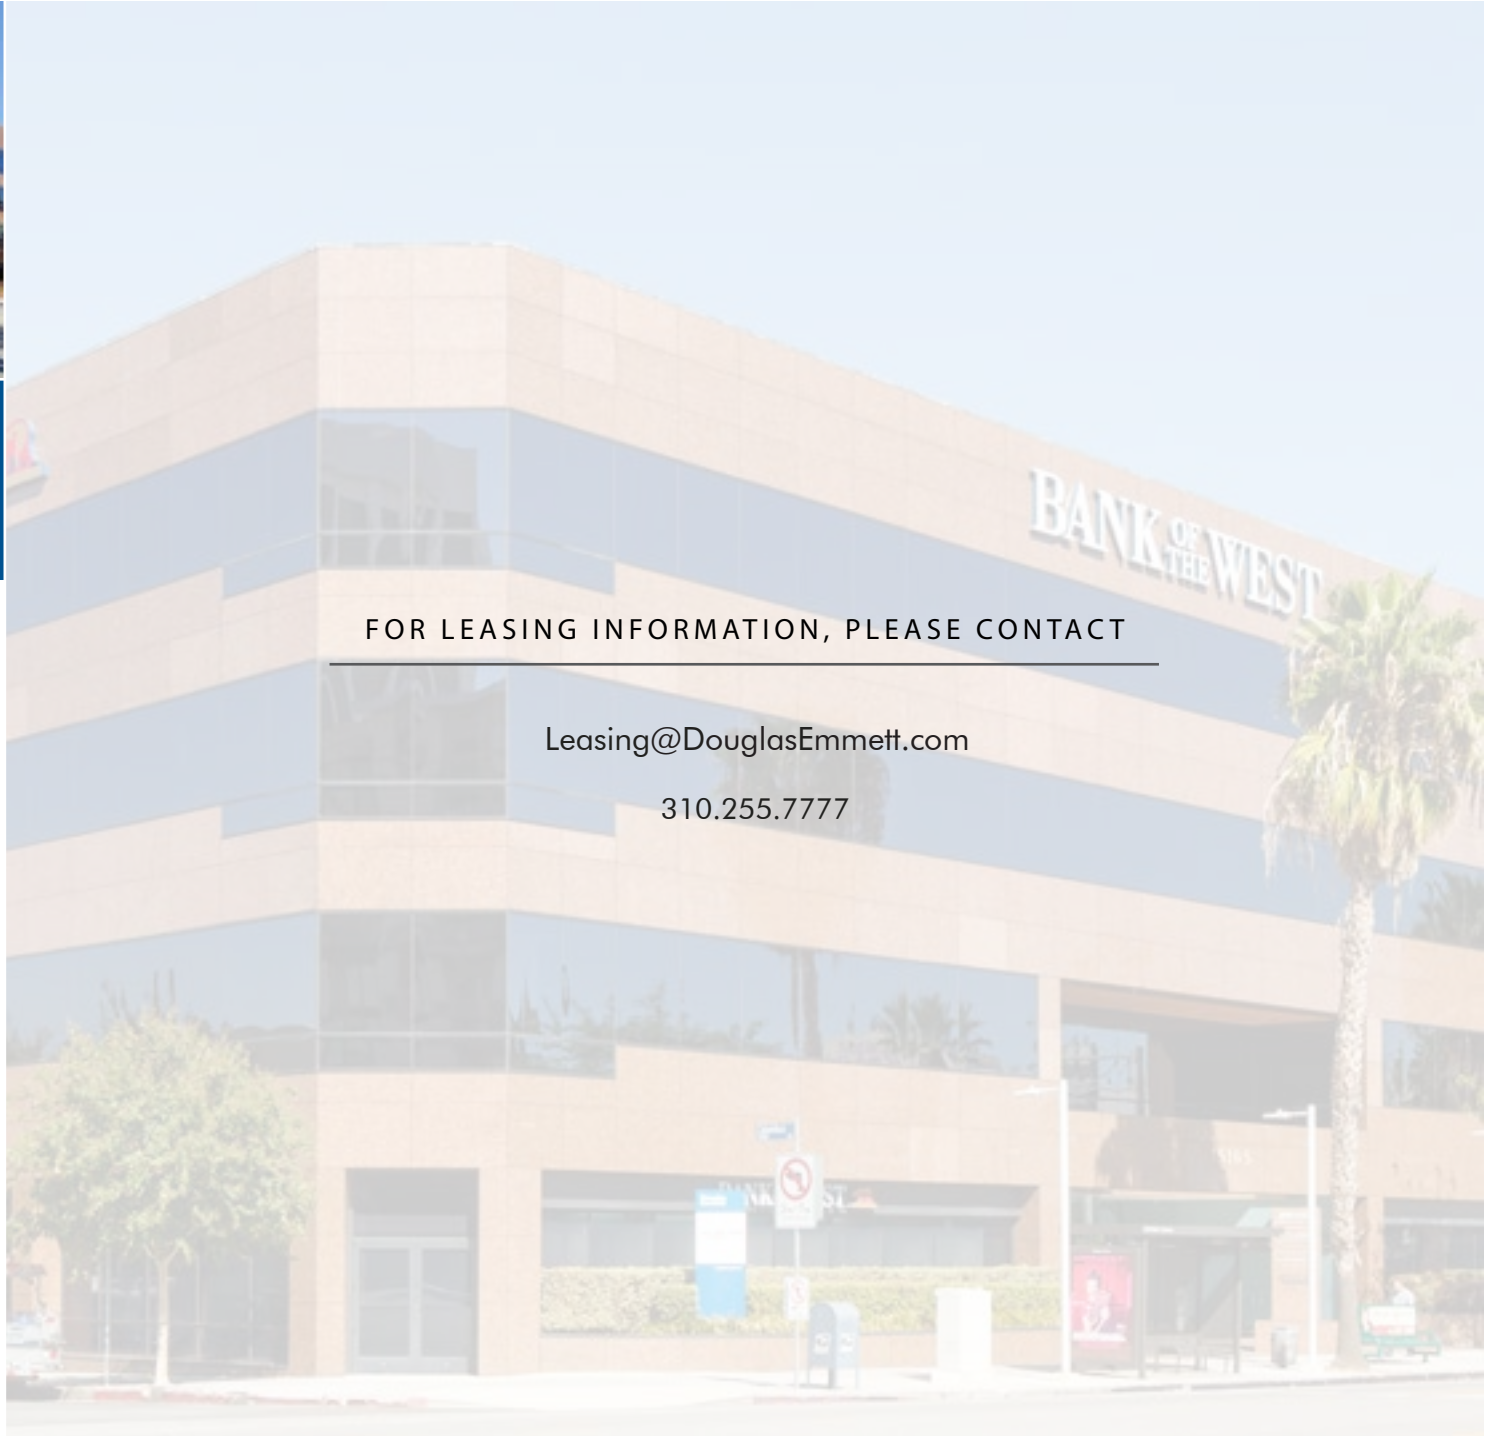 BANK OF THE WEST
FOR LEASING INFORMATION, PLEASE CONTACT
Leasing@DouglasEmmett.com
310.255.7777